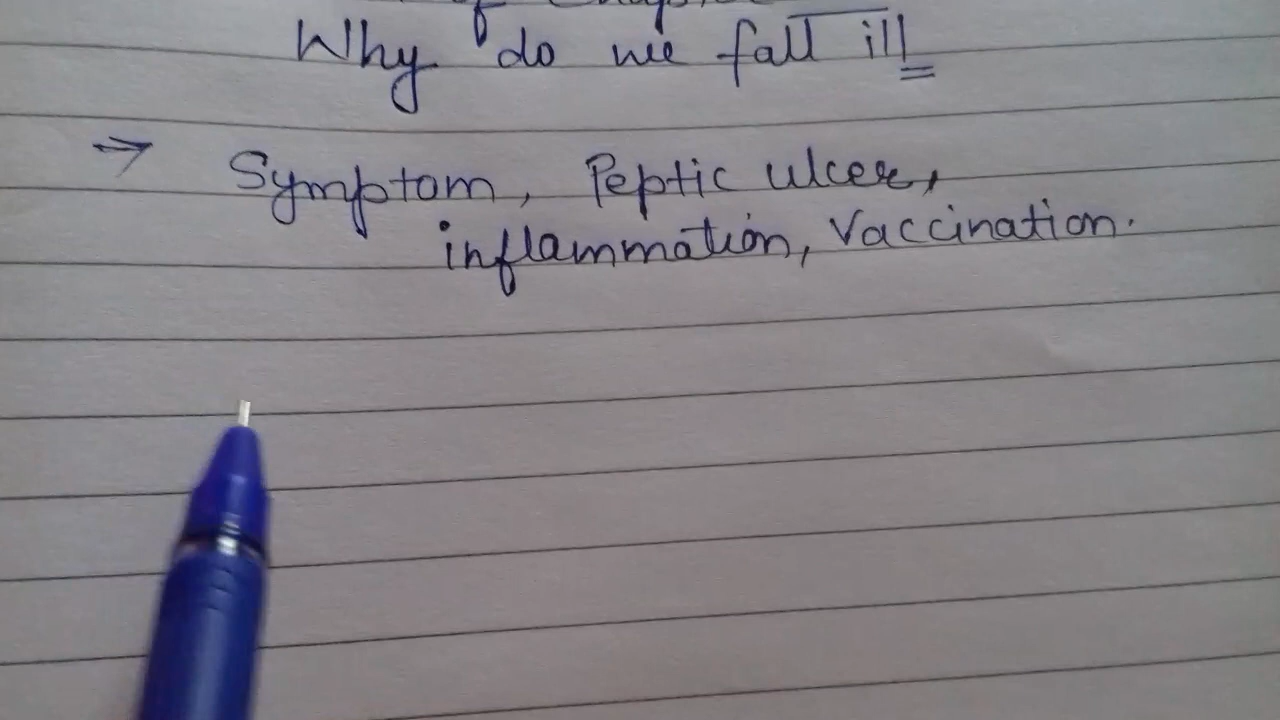 Why do we fall ill
→ Symptom, Peptic ulcer,
inflammation, Vaccination.